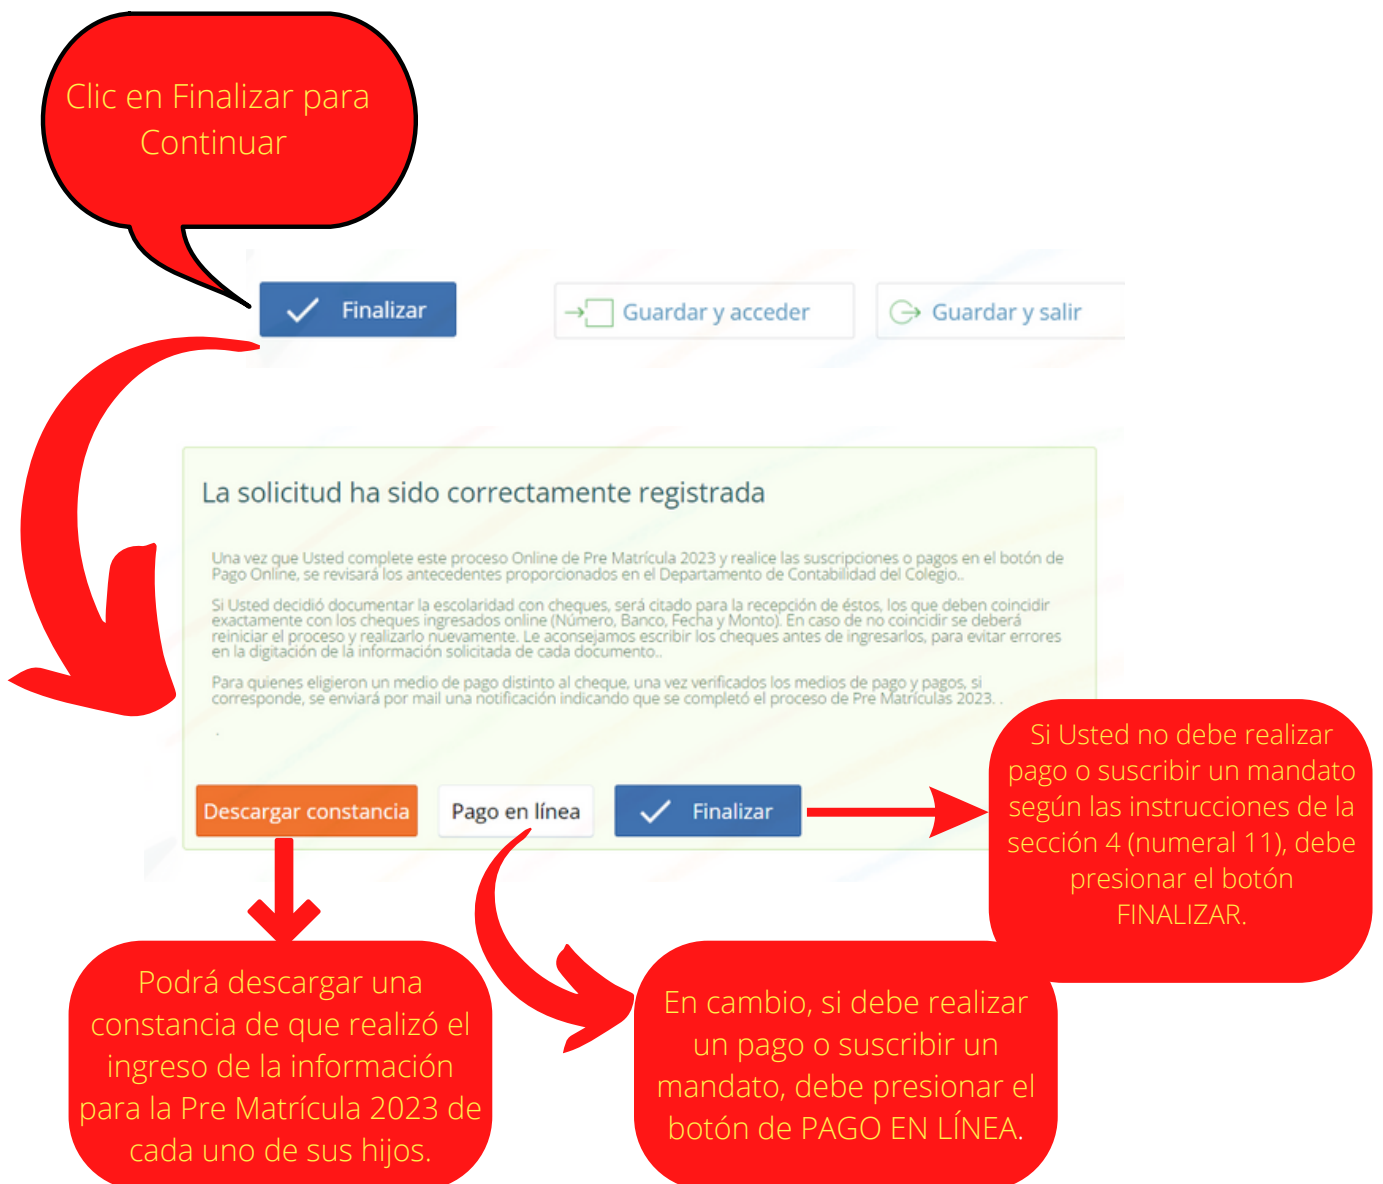 Clic en Finalizar para
Continuar
Finalizar
Guardar y acceder
Guardar y salir
La solicitud ha sido correctamente registrada
Una vez que Usted complete este proceso Online de Pre Matrícula 2023 y realice las suscripciones o pagos en el botón de
Pago Online, se revisará los antecedentes proporcionados en el Departamento de Contabilidad del Colegio..
Si Usted decidió documentar la escolaridad con cheques, será citado para la recepción de éstos, los que deben coincidir
exactamente con los cheques ingresados online (Número, Banco, Fecha y Monto). En caso de no coincidir se deberá
reiniciar el proceso y realizarlo nuevamente. Le aconsejamos escribir los cheques antes de ingresarlos, para evitar errores
en la digitación de la información solicitada de cada documento..
Para quienes eligieron un medio de pago distinto al cheque, una vez verificados los medios de pago y pagos, si
corresponde, se enviará por mail una notificación indicando que se completó el proceso de Pre Matrículas 2023. .
.
Descargar constancia
Pago en línea
Finalizar
Si Usted no debe realizar
pago o suscribir un mandato
según las instrucciones de la
sección 4 (numeral 11), debe
presionar el botón
FINALIZAR.
Podrá descargar una
constancia de que realizó el
ingreso de la información
para la Pre Matrícula 2023 de
cada uno de sus hijos.
En cambio, si debe realizar
un pago o suscribir un
mandato, debe presionar el
botón de PAGO EN LÍNEA.